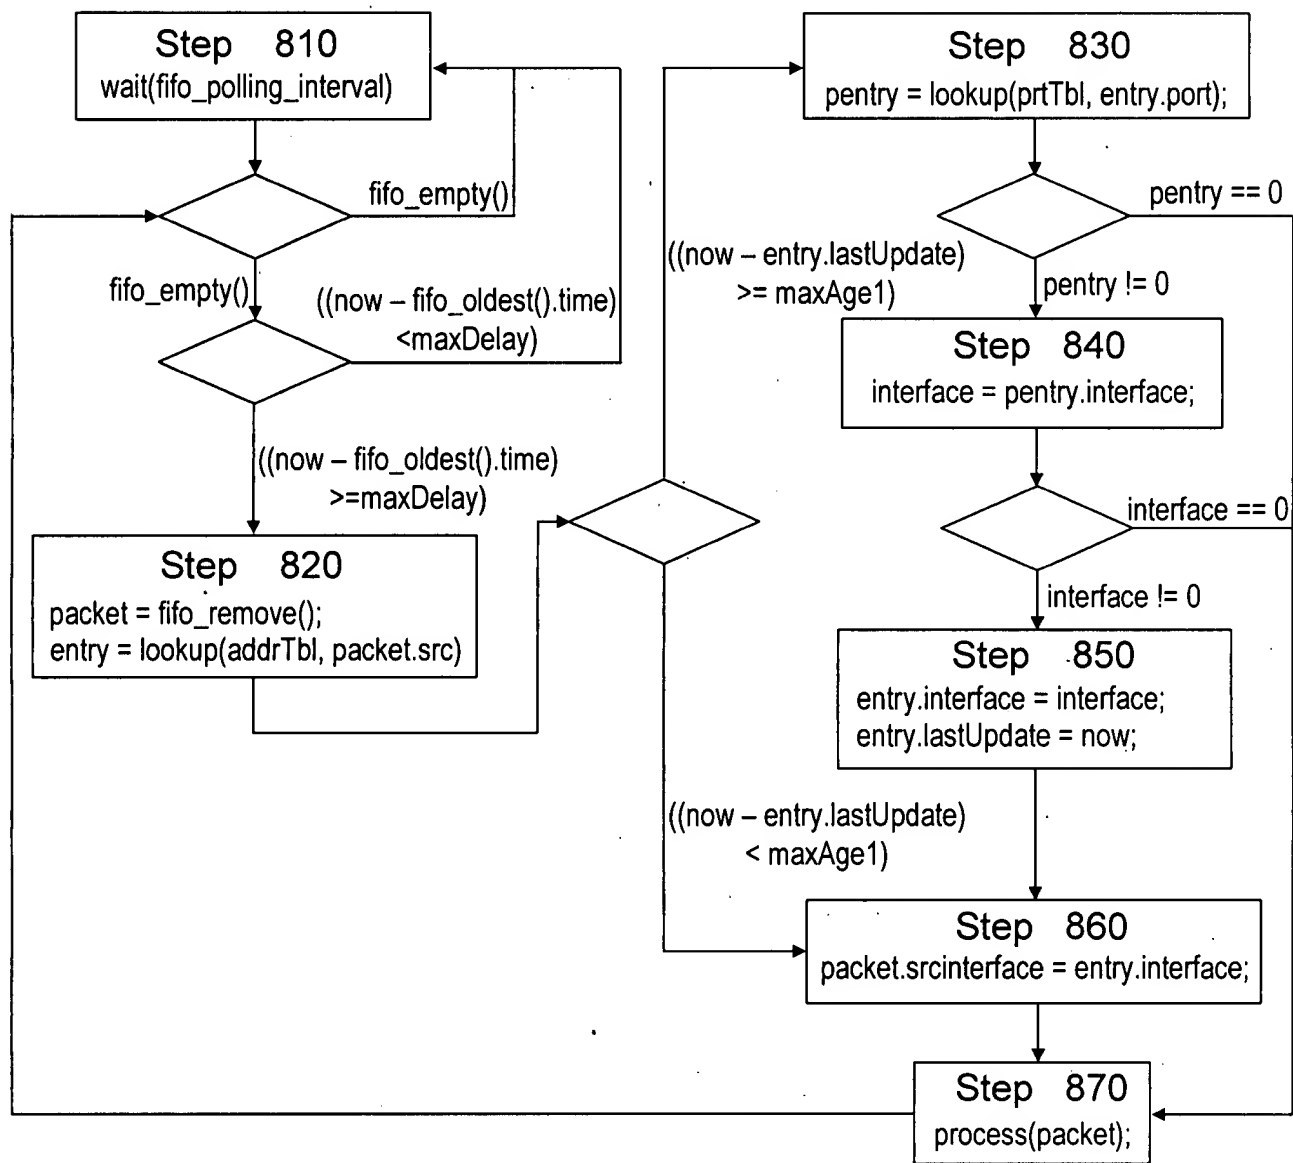 Step 810
wait(fifo_polling_interval)
fifo_empty()
fifo_empty()
((now – fifo_oldest().time)
<maxDelay)
((now – fifo_oldest().time)
>=maxDelay)
Step 820
packet = fifo_remove();
entry = lookup(addrTbl, packet.src)
((now – entry.lastUpdate)
>= maxAge1)
((now – entry.lastUpdate)
< maxAge1)
Step 830
pentry = lookup(prtTbl, entry.port);
pentry == 0
pentry != 0
Step 840
interface = pentry.interface;
interface == 0
interface != 0
Step 850
entry.interface = interface;
entry.lastUpdate = now;
Step 860
packet.srcinterface = entry.interface;
Step 870
process(packet);